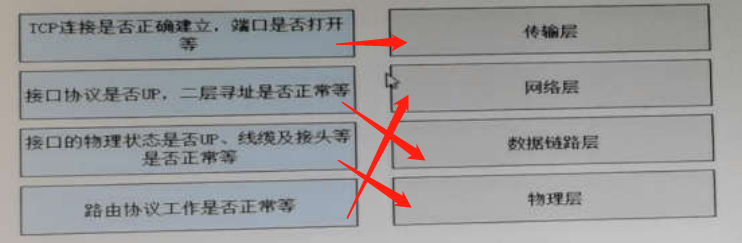 TCP连接是否正确建立，端口是否打开
等
传输层
接口协议是否UP，二层寻址是否正常等
网络层
接口的物理状态是否UP、线缆及接头等
是否正常等
数据链路层
路由协议工作是否正常等
物理层